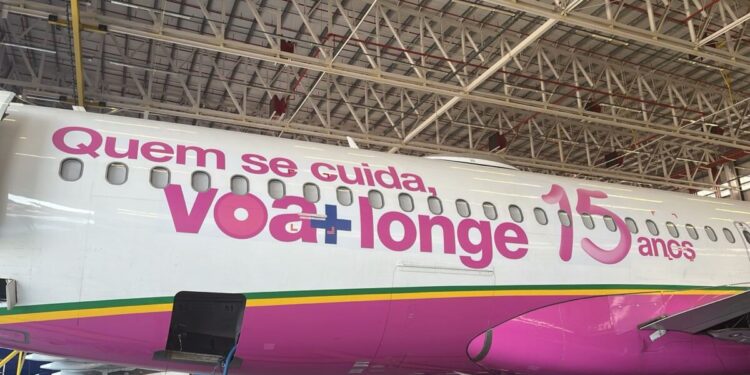 Quem se cuida,
voa+longe 15 anos